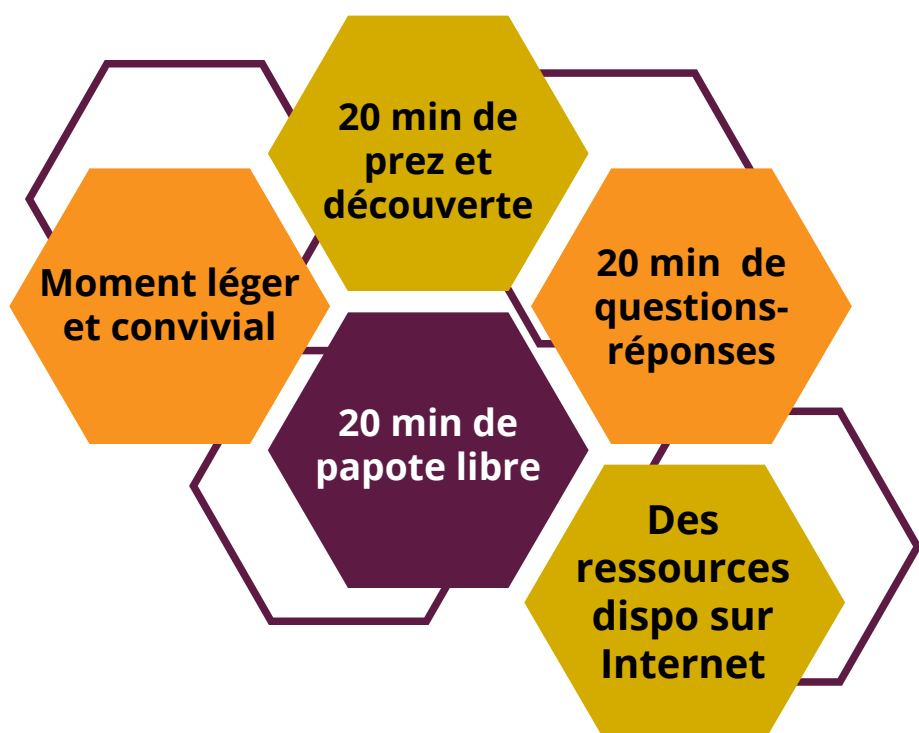 20 min de
prez et
découverte
Moment léger
et convivial
20 min  de
questions-
réponses
20 min de
papote libre
Des
ressources
dispo sur
Internet